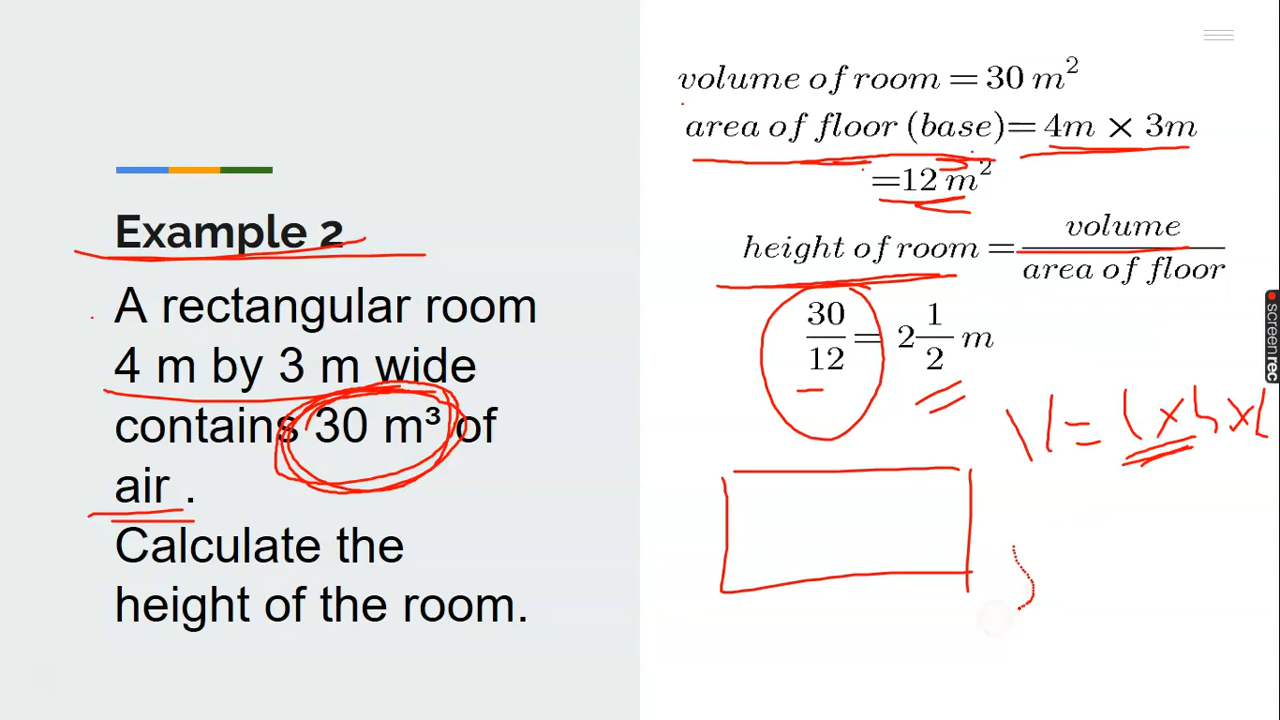 Example 2
A rectangular room
4 m by 3 m wide
contains 30 m³ of
air .
Calculate the
height of the room.
volume of room = 30 m²
area of floor (base) = 4m × 3m
= 12 m²
height of room = volume / area of floor
30/12 = 2 1/2 m
V = l × b × h
screenrec